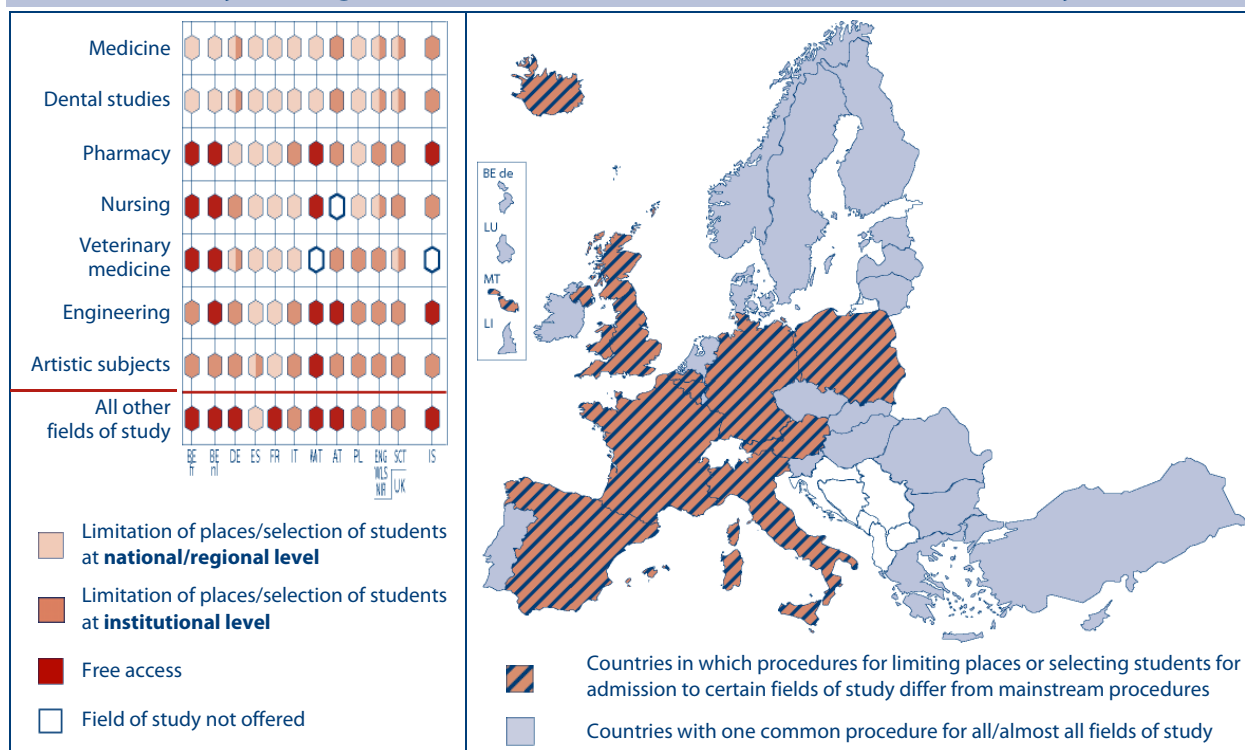 Medicine
Dental studies
Pharmacy
Nursing
Veterinary
medicine
Engineering
Artistic subjects
All other
fields of study
BE fr
BE nl
DE
ES
FR
IT
MT
AT
PL
ENG
WLS
NIR
SCT
UK
IS
Limitation of places/selection of students
at national/regional level
Limitation of places/selection of students
at institutional level
Free access
Field of study not offered
BE de
LU
MT
LI
Countries in which procedures for limiting places or selecting students for
admission to certain fields of study differ from mainstream procedures
Countries with one common procedure for all/almost all fields of study